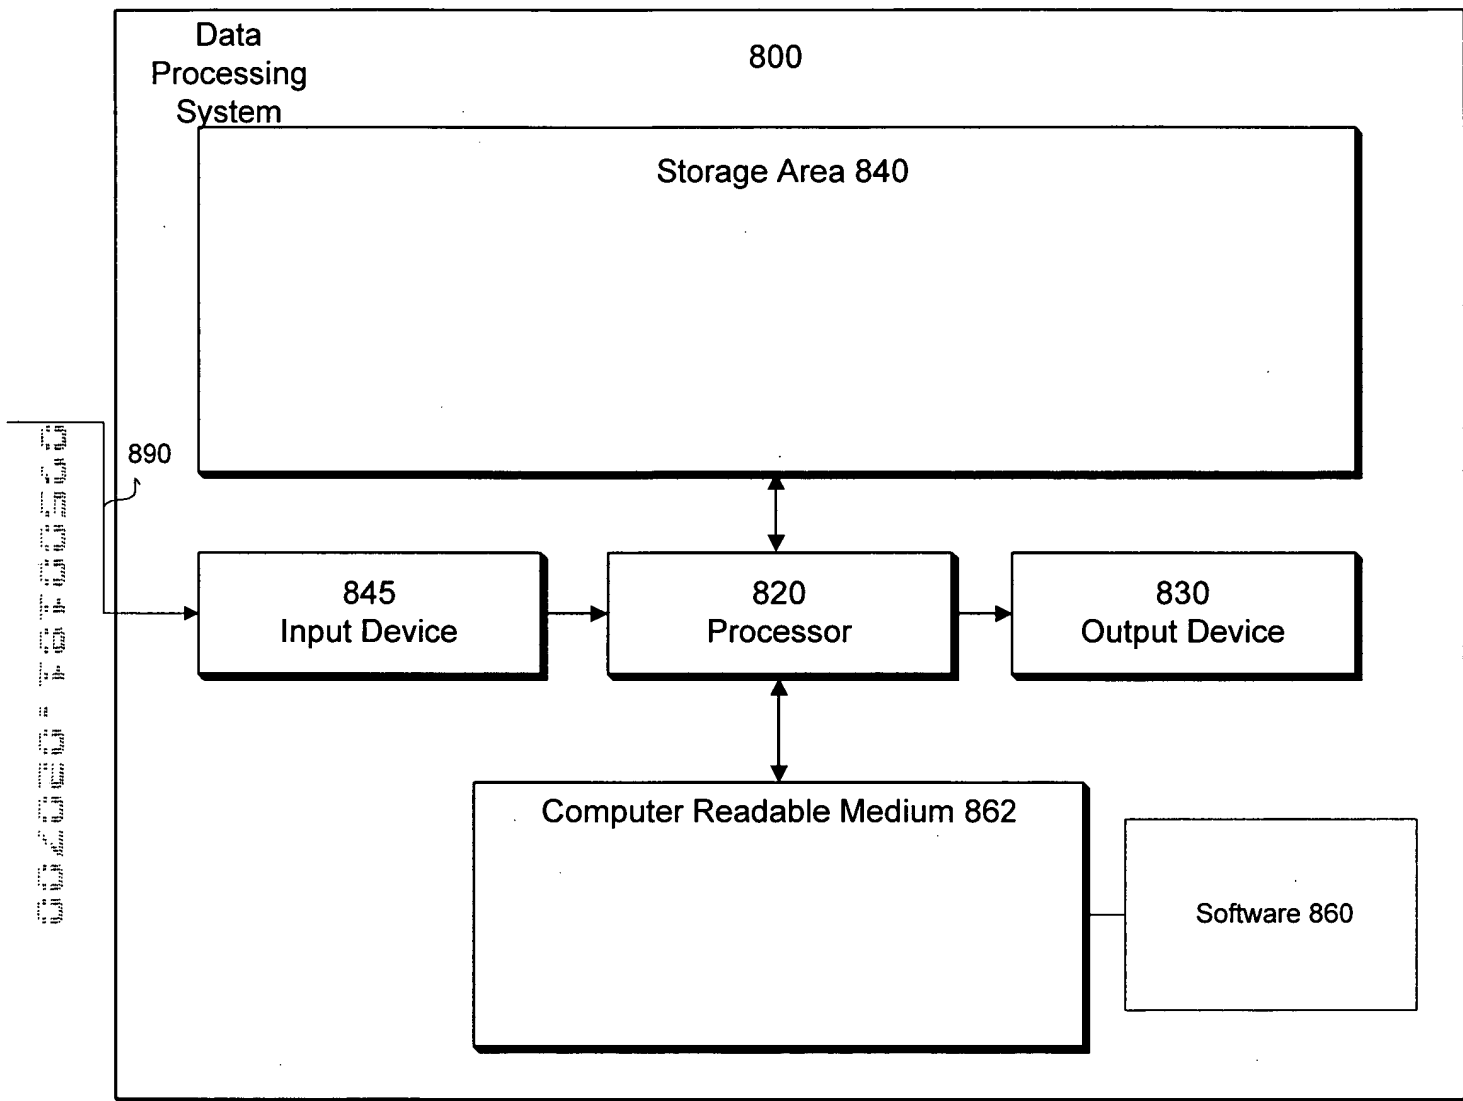 Data
Processing
System
800
Storage Area 840
890
845
Input Device
820
Processor
830
Output Device
Computer Readable Medium 862
Software 860